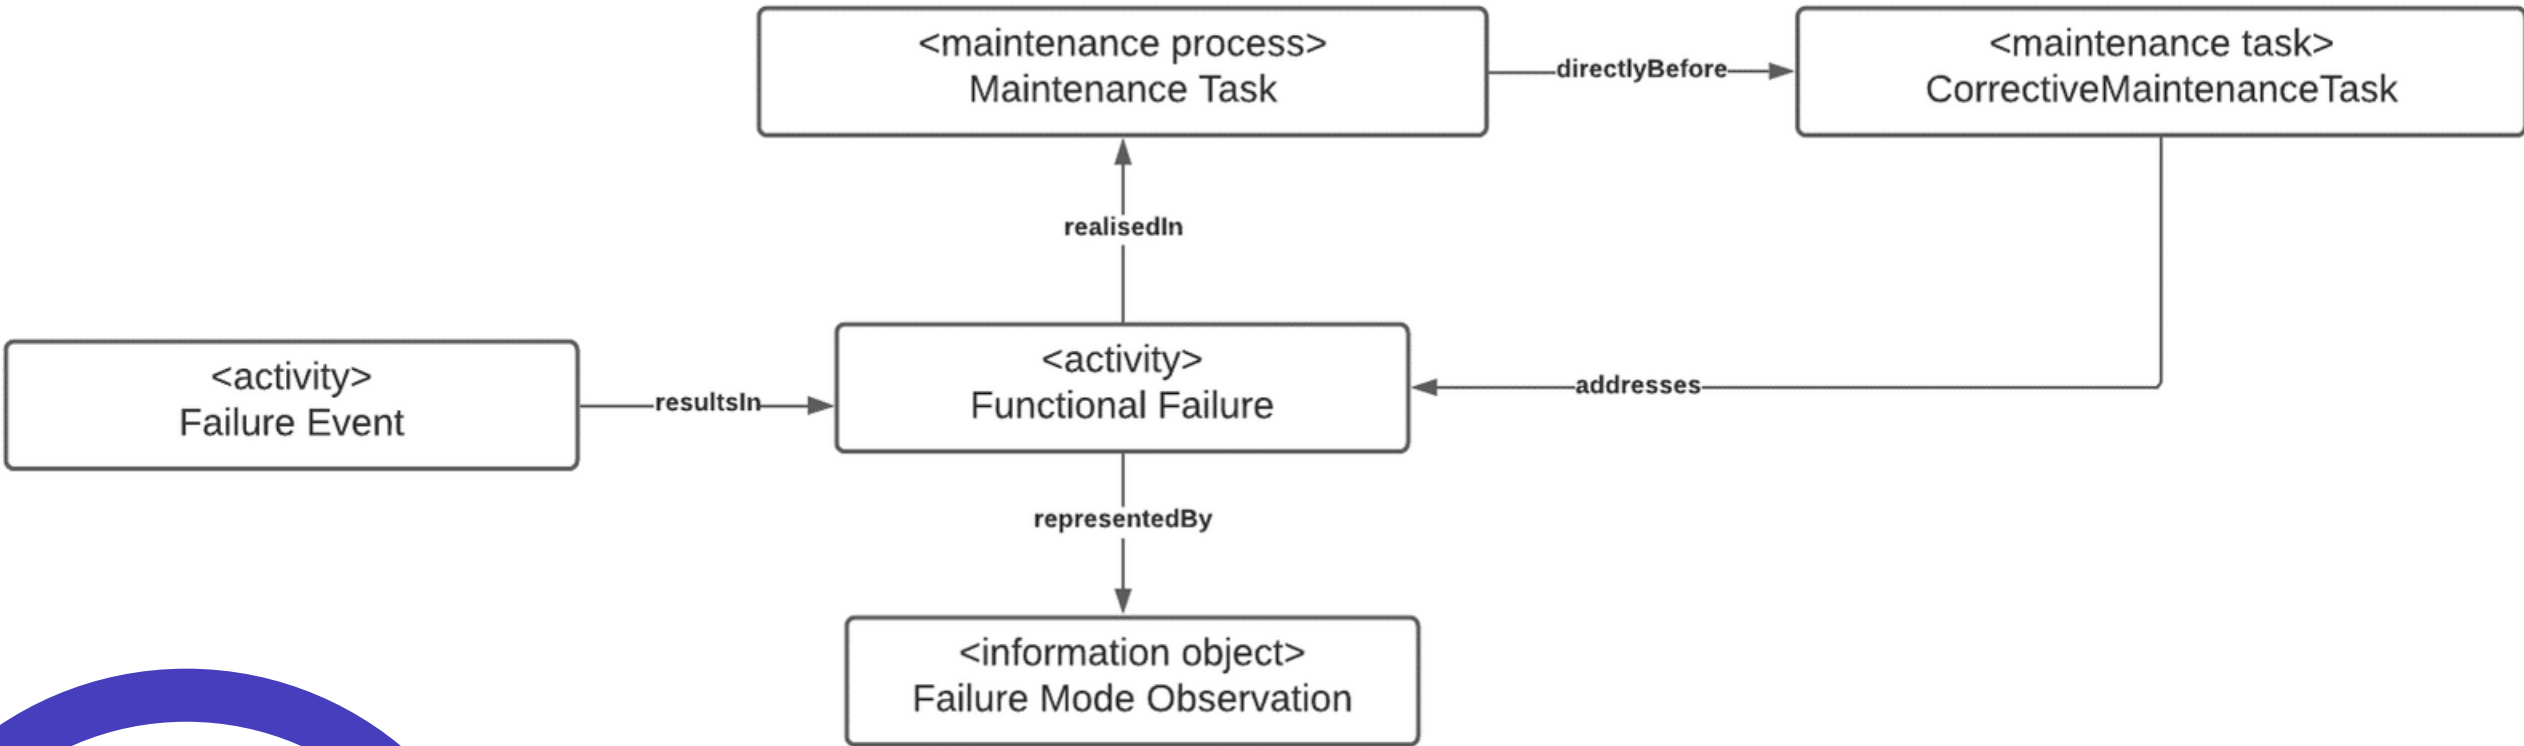 <maintenance process>
Maintenance Task
directlyBefore
<maintenance task>
CorrectiveMaintenanceTask
realisedIn
<activity>
Failure Event
resultsIn
<activity>
Functional Failure
addresses
representedBy
<information object>
Failure Mode Observation